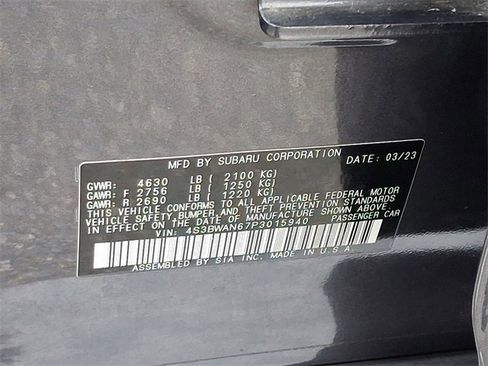 MFD BY SUBARU CORPORATION DATE: 03/23
GVWR: 4630 LB ( 2100 KG)
GAWR: F 2756 LB ( 1250 KG)
GAWR: R 2690 LB ( 1220 KG)
THIS VEHICLE CONFORMS TO ALL APPLICABLE FEDERAL MOTOR
VEHICLE SAFETY, BUMPER, AND THEFT PREVENTION STANDARDS
IN EFFECT ON THE DATE OF MANUFACTURE SHOWN ABOVE.
VIN: 4S3BWAN67P3015940 PASSENGER CAR
ASSEMBLED BY SIA INC. MADE IN U.S.A